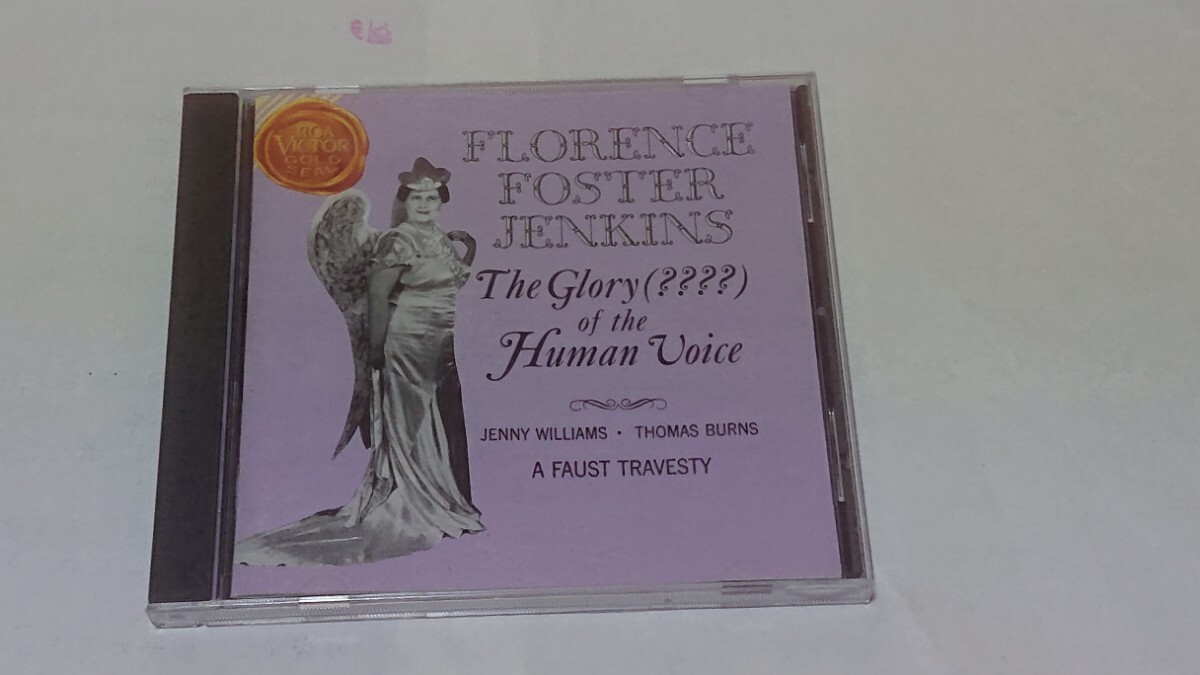 RCA
VICTOR
GOLD
SEAL
FLORENCE
FOSTER
JENKINS
The Glory (????)
of the
Human Voice
JENNY WILLIAMS • THOMAS BURNS
A FAUST TRAVESTY